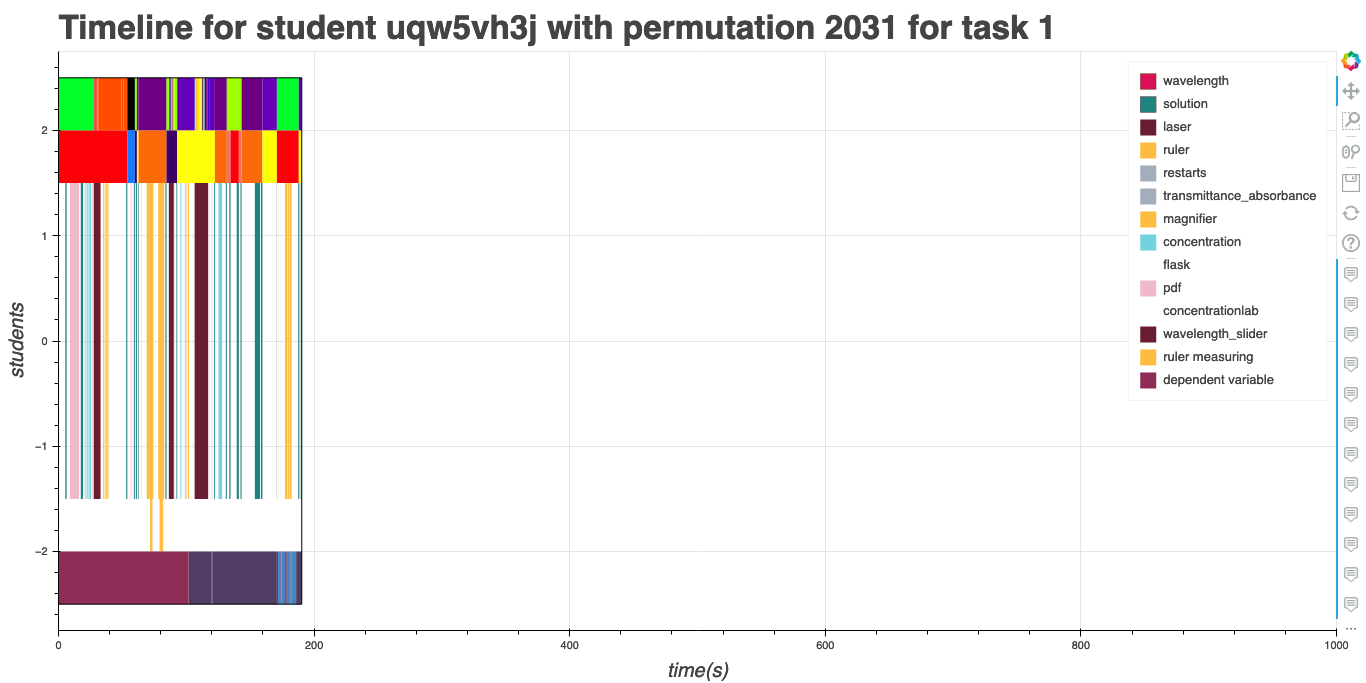 Timeline for student uqw5vh3j with permutation 2031 for task 1
wavelength
solution
laser
ruler
restarts
transmittance_absorbance
magnifier
concentration
flask
pdf
concentrationlab
wavelength_slider
ruler measuring
dependent variable
students
2
1
0
−1
−2
0
200
400
600
800
1000
time(s)